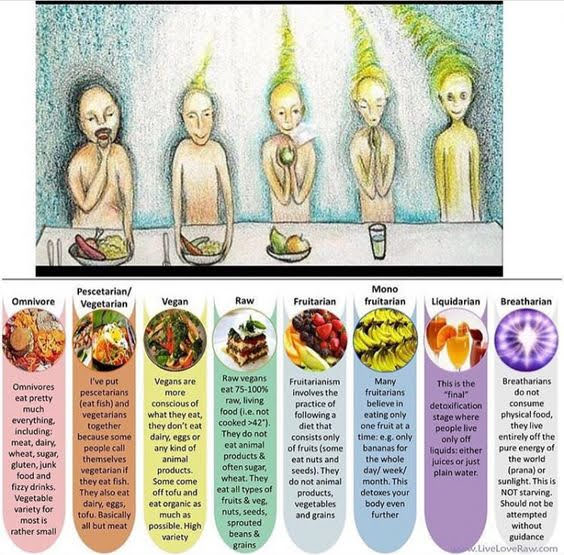 Omnivore
Omnivores
eat pretty
much
everything,
including:
meat, dairy,
wheat, sugar,
gluten, junk
food and
fizzy drinks.
Vegetable
variety for
most is
rather small
Pescetarian/
Vegetarian
I've put
pescetarians
(eat fish) and
vegetarians
together
because some
people call
themselves
vegetarian if
they eat fish.
They also eat
dairy, eggs,
tofu. Basically
all but meat
Vegan
Vegans are
more
conscious of
what they eat,
they don't eat
dairy, eggs or
any kind of
animal
products.
Some come
off tofu and
eat organic as
much as
possible. High
variety
Raw
Raw vegans
eat 75-100%
raw, living
food (i.e. not
cooked >42°).
They do not
eat animal
products &
often sugar,
wheat. They
eat all types of
fruits & veg,
nuts, seeds,
sprouted
beans &
grains
Fruitarian
Fruitarianism
involves the
practice of
following a
diet that
consists only
of fruits (some
eat nuts and
seeds). They
do not animal
products,
vegetables
and grains
Mono
fruitarian
Many
fruitarians
believe in
eating only
one fruit at a
time: e.g. only
bananas for
the whole
day/ week/
month. This
detoxes your
body even
further
Liquidarian
This is the
"final"
detoxification
stage where
people live
only off
liquids: either
juices or just
plain water.
Breatharian
Breatharians
do not
consume
physical food,
they live
entirely off the
pure energy of
the world
(prana) or
sunlight. This is
NOT starving.
Should not be
attempted
without
guidance
www.LiveLoveRaw.com